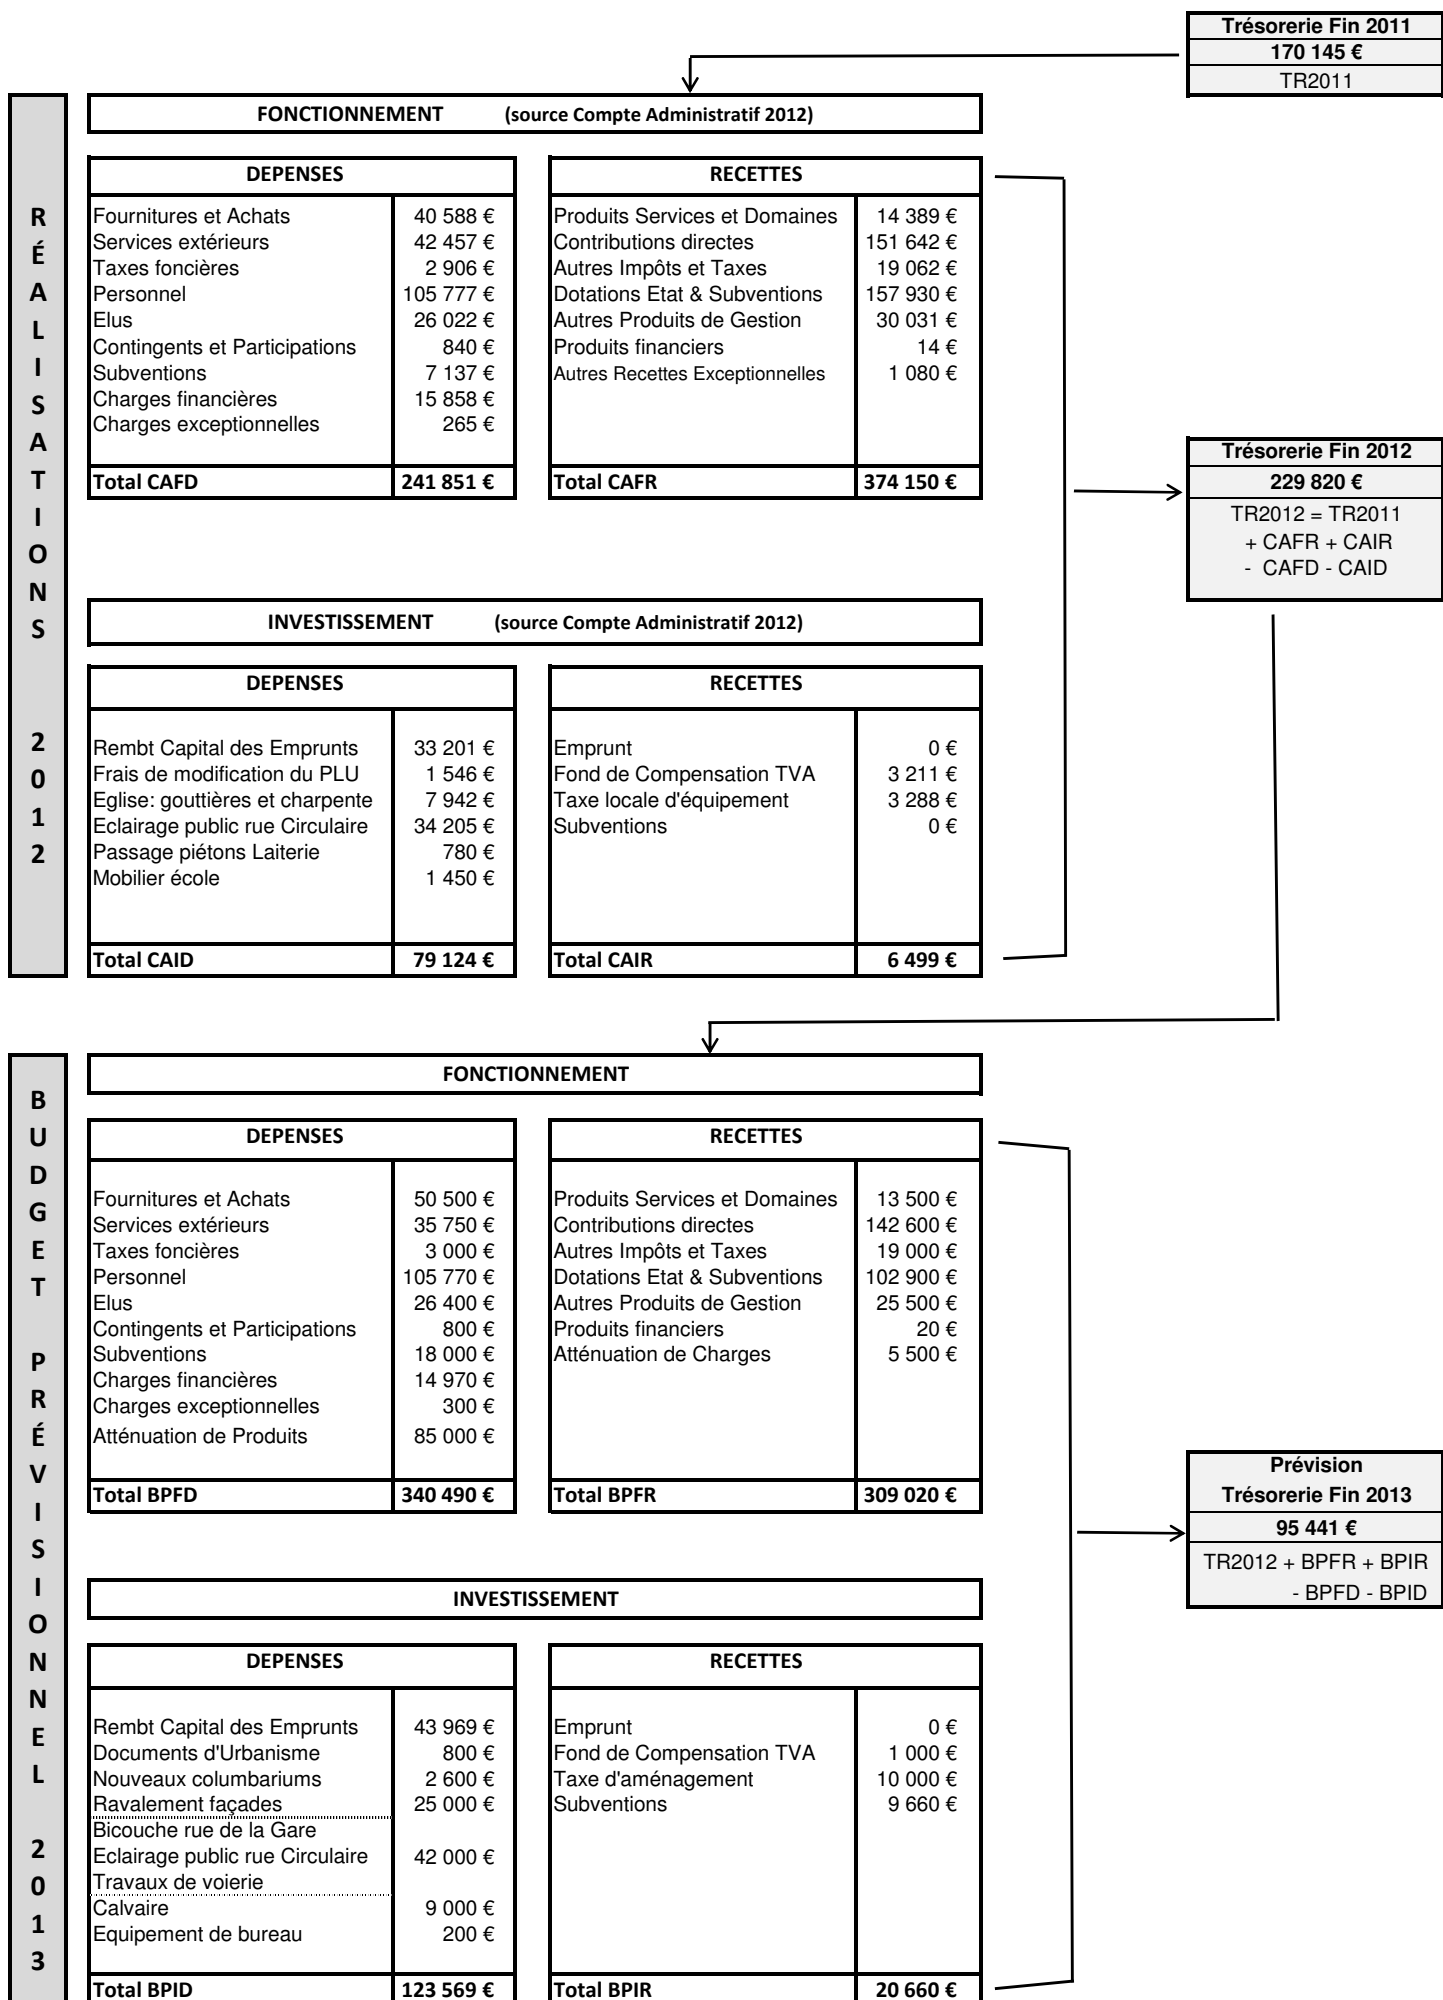 Trésorerie Fin 2011
170 145 €
TR2011
RÉALISATIONS 2012
FONCTIONNEMENT (source Compte Administratif 2012)
DEPENSES
Fournitures et Achats 40 588 €
Services extérieurs 42 457 €
Taxes foncières 2 906 €
Personnel 105 777 €
Elus 26 022 €
Contingents et Participations 840 €
Subventions 7 137 €
Charges financières 15 858 €
Charges exceptionnelles 265 €
Total CAFD 241 851 €
RECETTES
Produits Services et Domaines 14 389 €
Contributions directes 151 642 €
Autres Impôts et Taxes 19 062 €
Dotations Etat & Subventions 157 930 €
Autres Produits de Gestion 30 031 €
Produits financiers 14 €
Autres Recettes Exceptionnelles 1 080 €
Total CAFR 374 150 €
Trésorerie Fin 2012
229 820 €
TR2012 = TR2011
+ CAFR + CAIR
- CAFD - CAID
INVESTISSEMENT (source Compte Administratif 2012)
DEPENSES
Rembt Capital des Emprunts 33 201 €
Frais de modification du PLU 1 546 €
Eglise: gouttières et charpente 7 942 €
Eclairage public rue Circulaire 34 205 €
Passage piétons Laiterie 780 €
Mobilier école 1 450 €
Total CAID 79 124 €
RECETTES
Emprunt 0 €
Fond de Compensation TVA 3 211 €
Taxe locale d'équipement 3 288 €
Subventions 0 €
Total CAIR 6 499 €
BUDGET PRÉVISIONNEL 2013
FONCTIONNEMENT
DEPENSES
Fournitures et Achats 50 500 €
Services extérieurs 35 750 €
Taxes foncières 3 000 €
Personnel 105 770 €
Elus 26 400 €
Contingents et Participations 800 €
Subventions 18 000 €
Charges financières 14 970 €
Charges exceptionnelles 300 €
Atténuation de Produits 85 000 €
Total BPFD 340 490 €
RECETTES
Produits Services et Domaines 13 500 €
Contributions directes 142 600 €
Autres Impôts et Taxes 19 000 €
Dotations Etat & Subventions 102 900 €
Autres Produits de Gestion 25 500 €
Produits financiers 20 €
Atténuation de Charges 5 500 €
Total BPFR 309 020 €
Prévision
Trésorerie Fin 2013
95 441 €
TR2012 + BPFR + BPIR
- BPFD - BPID
INVESTISSEMENT
DEPENSES
Rembt Capital des Emprunts 43 969 €
Documents d'Urbanisme 800 €
Nouveaux columbariums 2 600 €
Ravalement façades 25 000 €
Bicouche rue de la Gare
Eclairage public rue Circulaire 42 000 €
Travaux de voierie
Calvaire 9 000 €
Equipement de bureau 200 €
Total BPID 123 569 €
RECETTES
Emprunt 0 €
Fond de Compensation TVA 1 000 €
Taxe d'aménagement 10 000 €
Subventions 9 660 €
Total BPIR 20 660 €